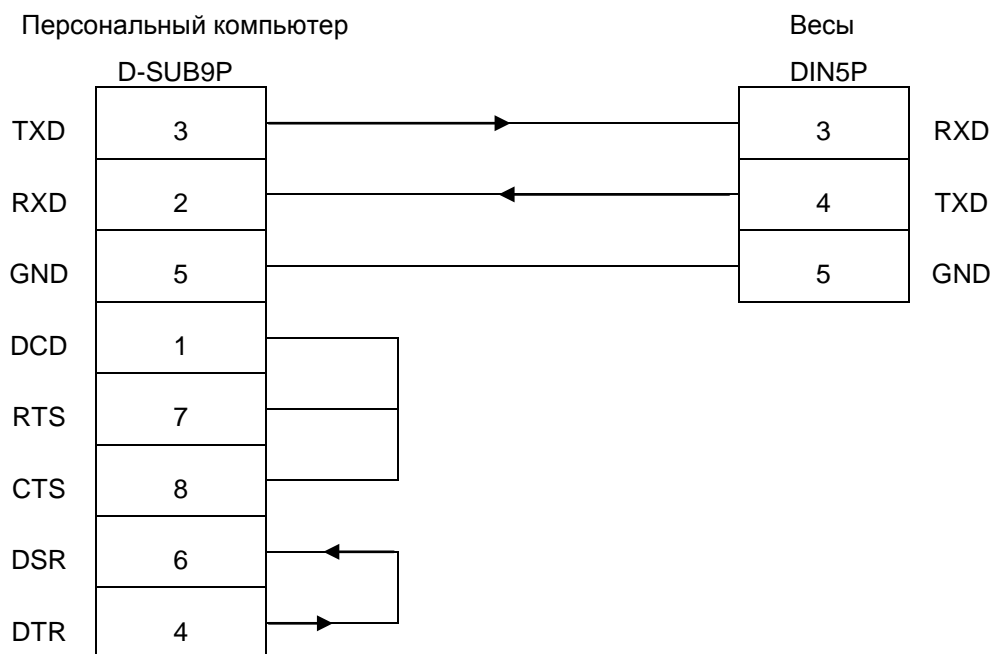 Персональный компьютер Весы
D-SUB9P DIN5P
TXD 3 3 RXD
RXD 2 4 TXD
GND 5 5 GND
DCD 1
RTS 7
CTS 8
DSR 6
DTR 4